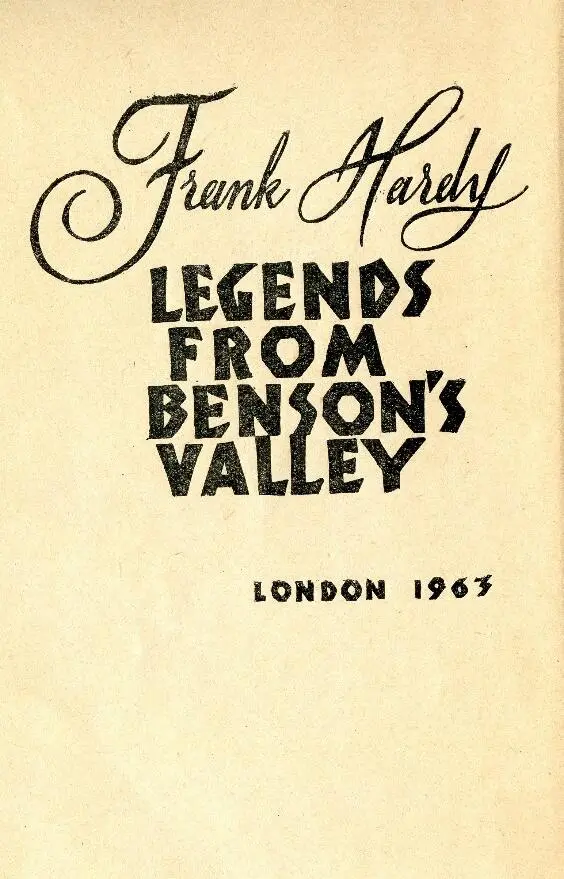 Frank Hardy
LEGENDS
FROM
BENSON'S
VALLEY
LONDON 1963